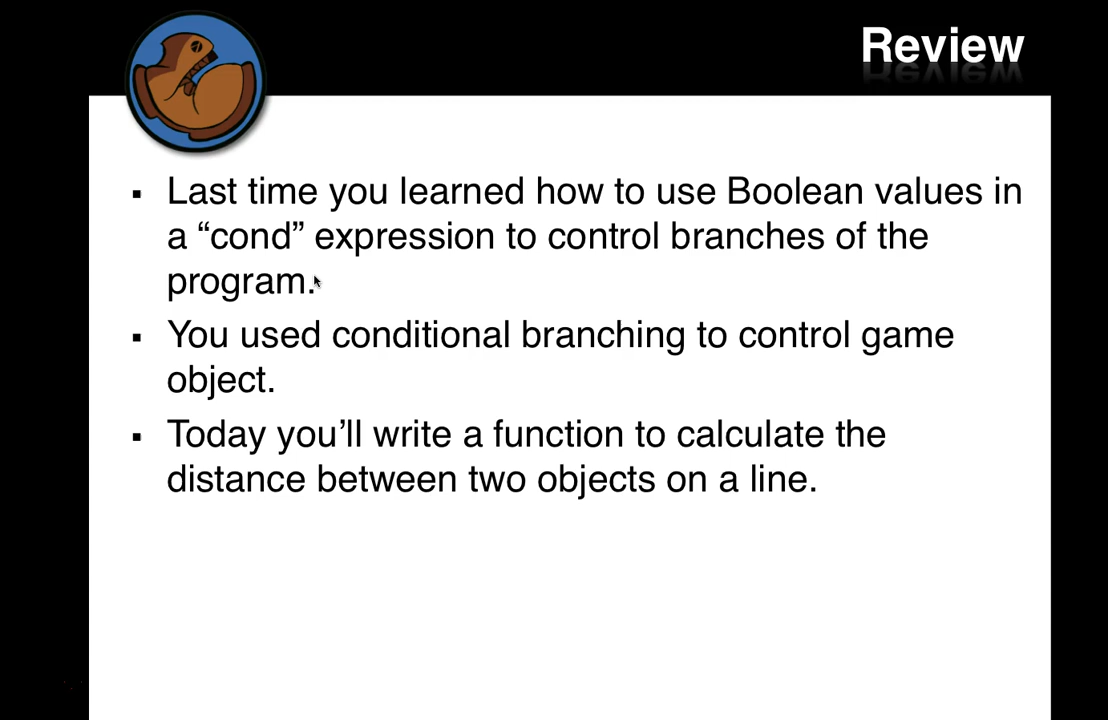 Review
▪ Last time you learned how to use Boolean values in
a “cond” expression to control branches of the
program.
▪ You used conditional branching to control game
object.
▪ Today you’ll write a function to calculate the
distance between two objects on a line.